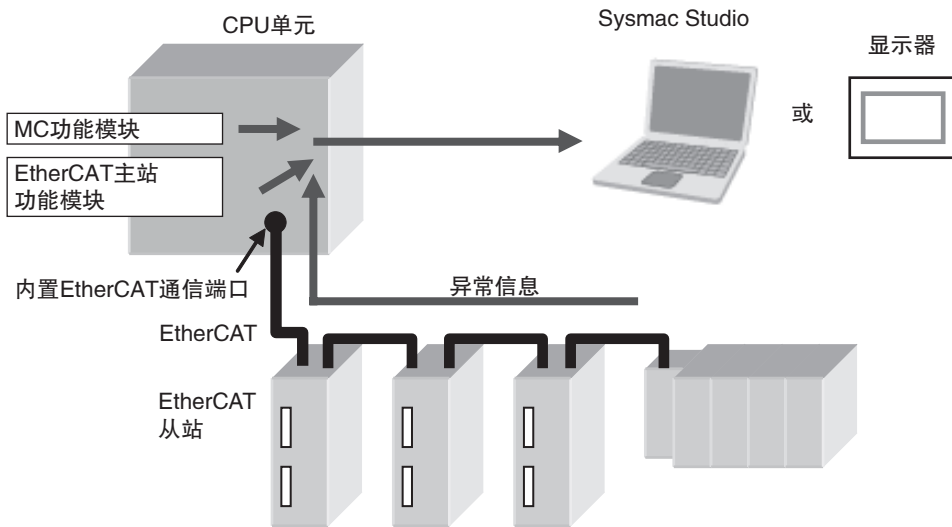 CPU单元
Sysmac Studio
显示器
或
MC功能模块
EtherCAT主站
功能模块
内置EtherCAT通信端口
异常信息
EtherCAT
EtherCAT
从站